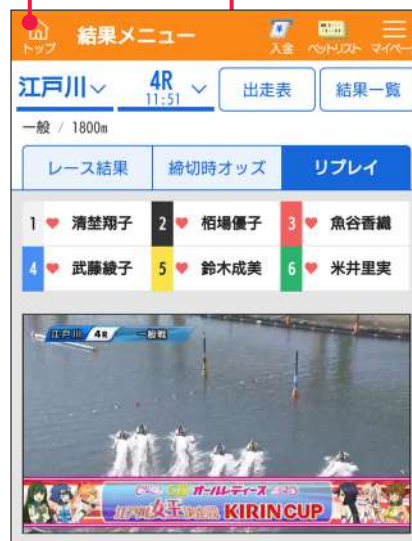 トップ 結果メニュー 入金 ベットリスト マイペー
江戸川 4R 11:51 出走表 結果一覧
一般 / 1800m
レース結果 締切時オッズ リプレイ
1 清埜翔子 2 栢場優子 3 魚谷香織
4 武藤綾子 5 鈴木成美 6 米井里実
江戸川 4R 一般戦
オールレディース
江戸川女王決定戦 KIRIN CUP